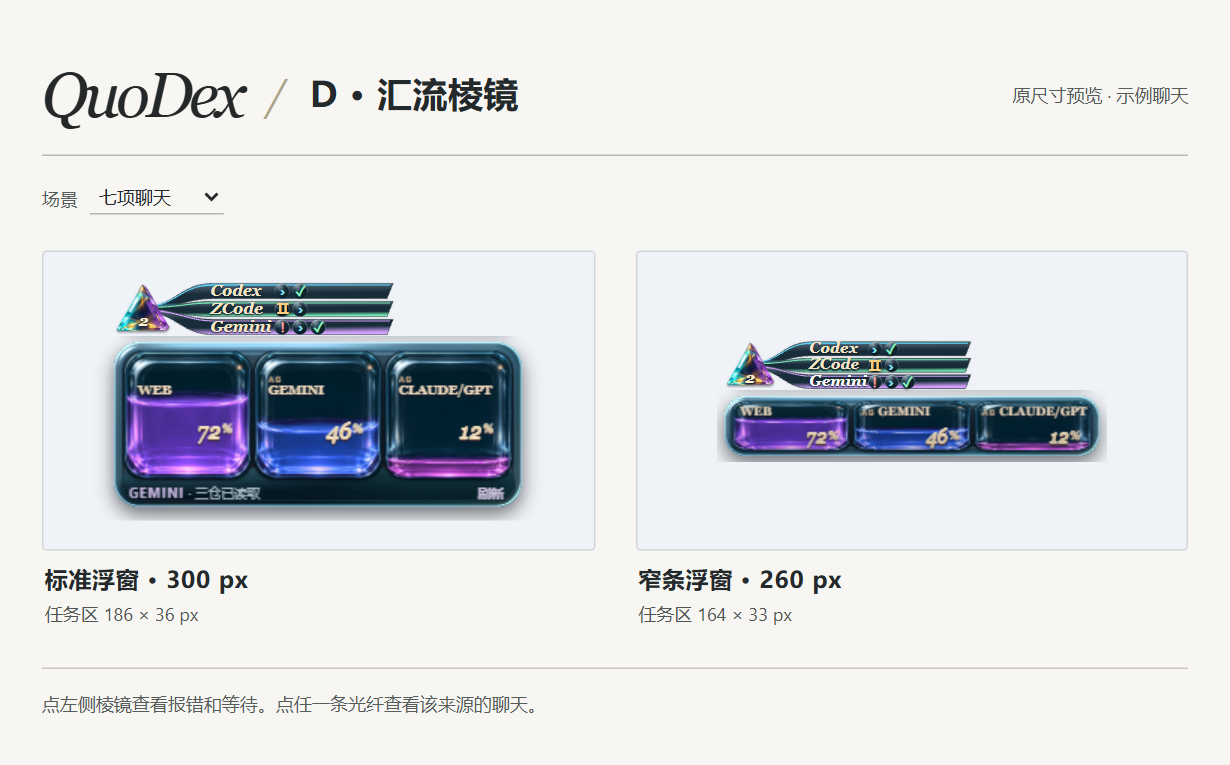 QuoDex / D · 汇流棱镜
原尺寸预览 · 示例聊天
场景 七项聊天
Codex
ZCode
Gemini !
2
WEB
72%
AG
GEMINI
46%
AG
CLAUDE/GPT
12%
GEMINI · 三仓已读取
刷新
Codex
ZCode
Gemini !
2
WEB
72%
AG GEMINI
46%
AG CLAUDE/GPT
12%
标准浮窗 · 300 px
任务区 186 × 36 px
窄条浮窗 · 260 px
任务区 164 × 33 px
点左侧棱镜查看报错和等待。点任一条光纤查看该来源的聊天。